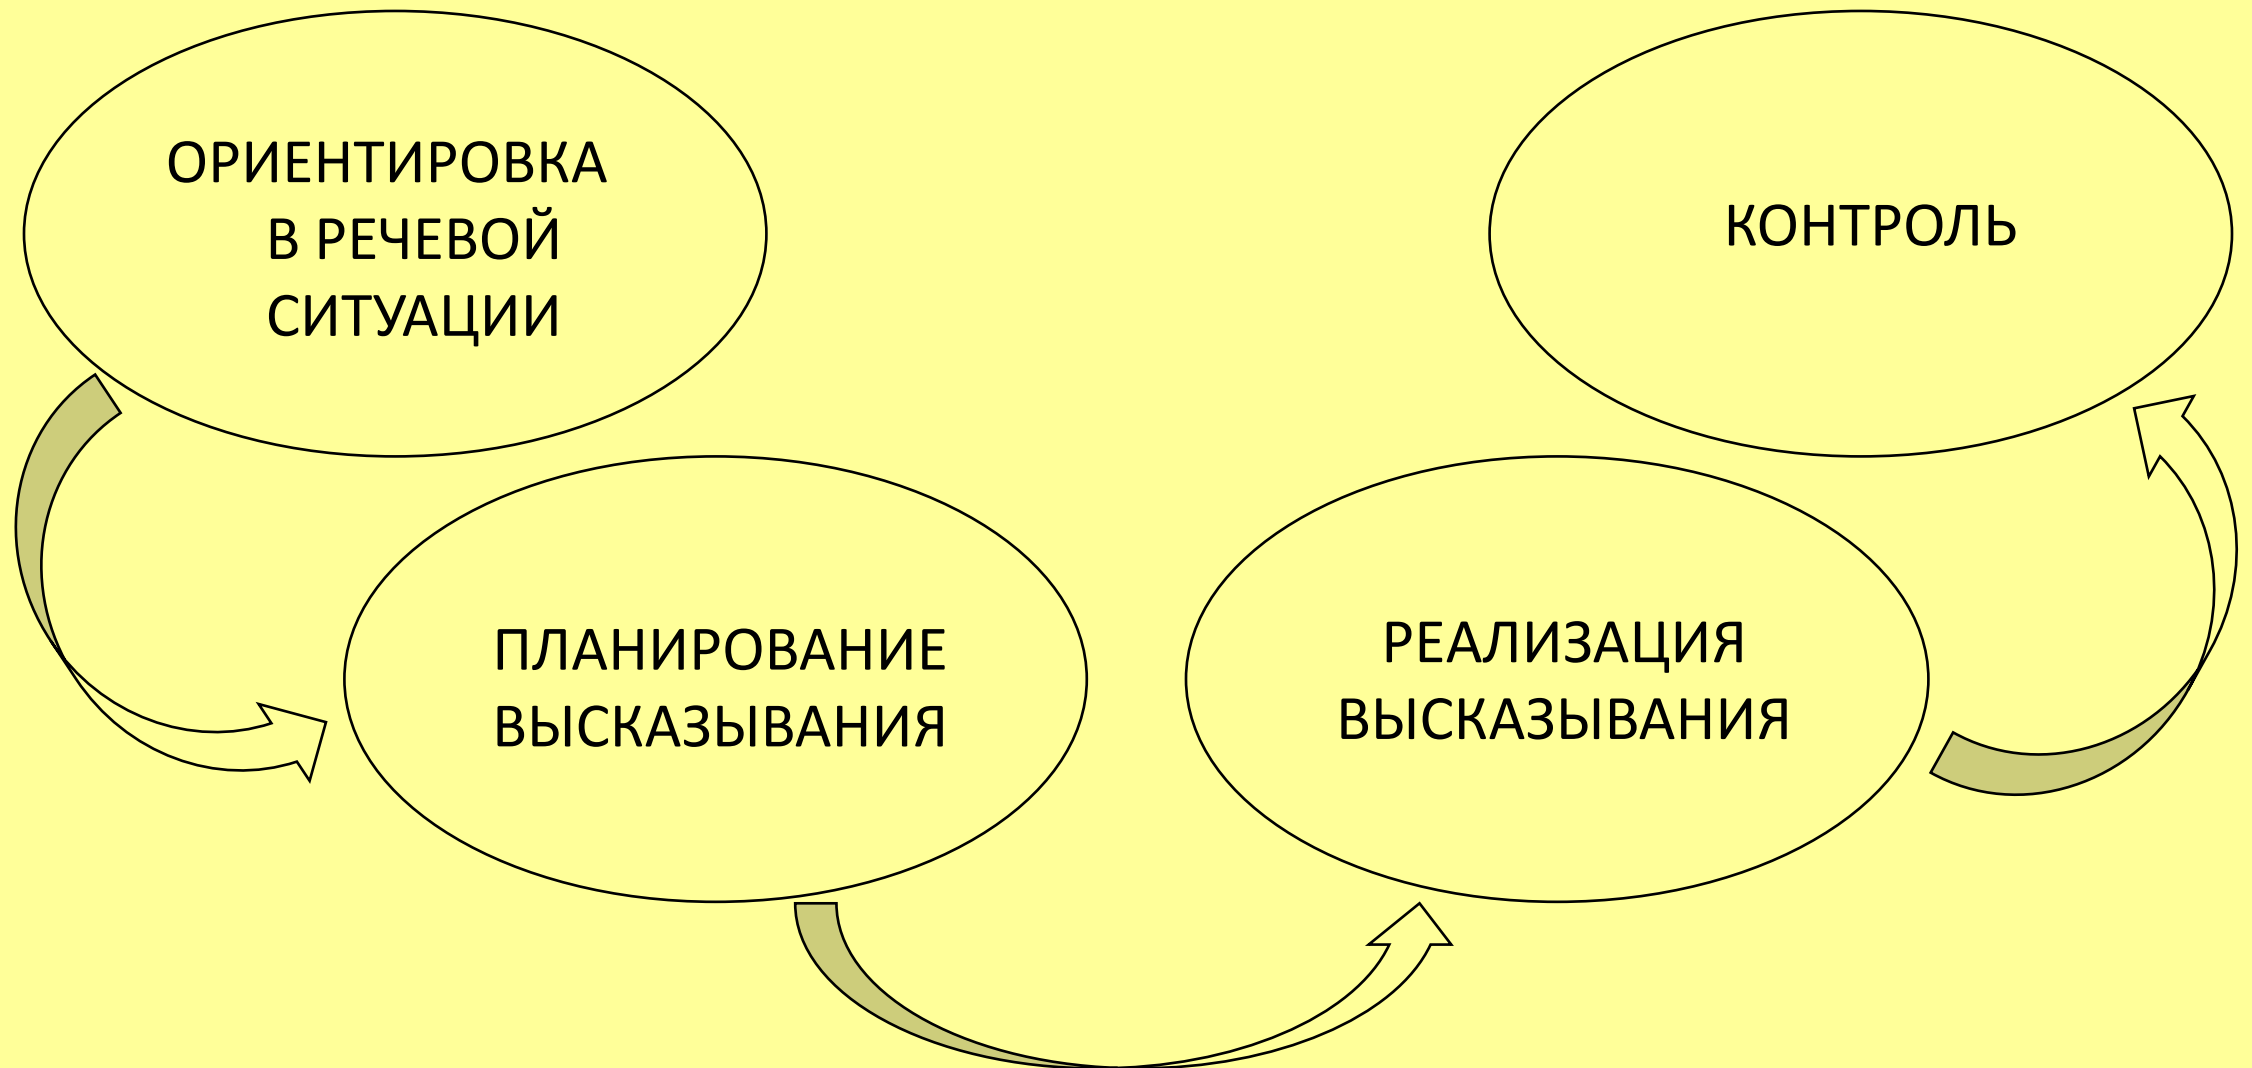 ОРИЕНТИРОВКА
В РЕЧЕВОЙ
СИТУАЦИИ
ПЛАНИРОВАНИЕ
ВЫСКАЗЫВАНИЯ
РЕАЛИЗАЦИЯ
ВЫСКАЗЫВАНИЯ
КОНТРОЛЬ